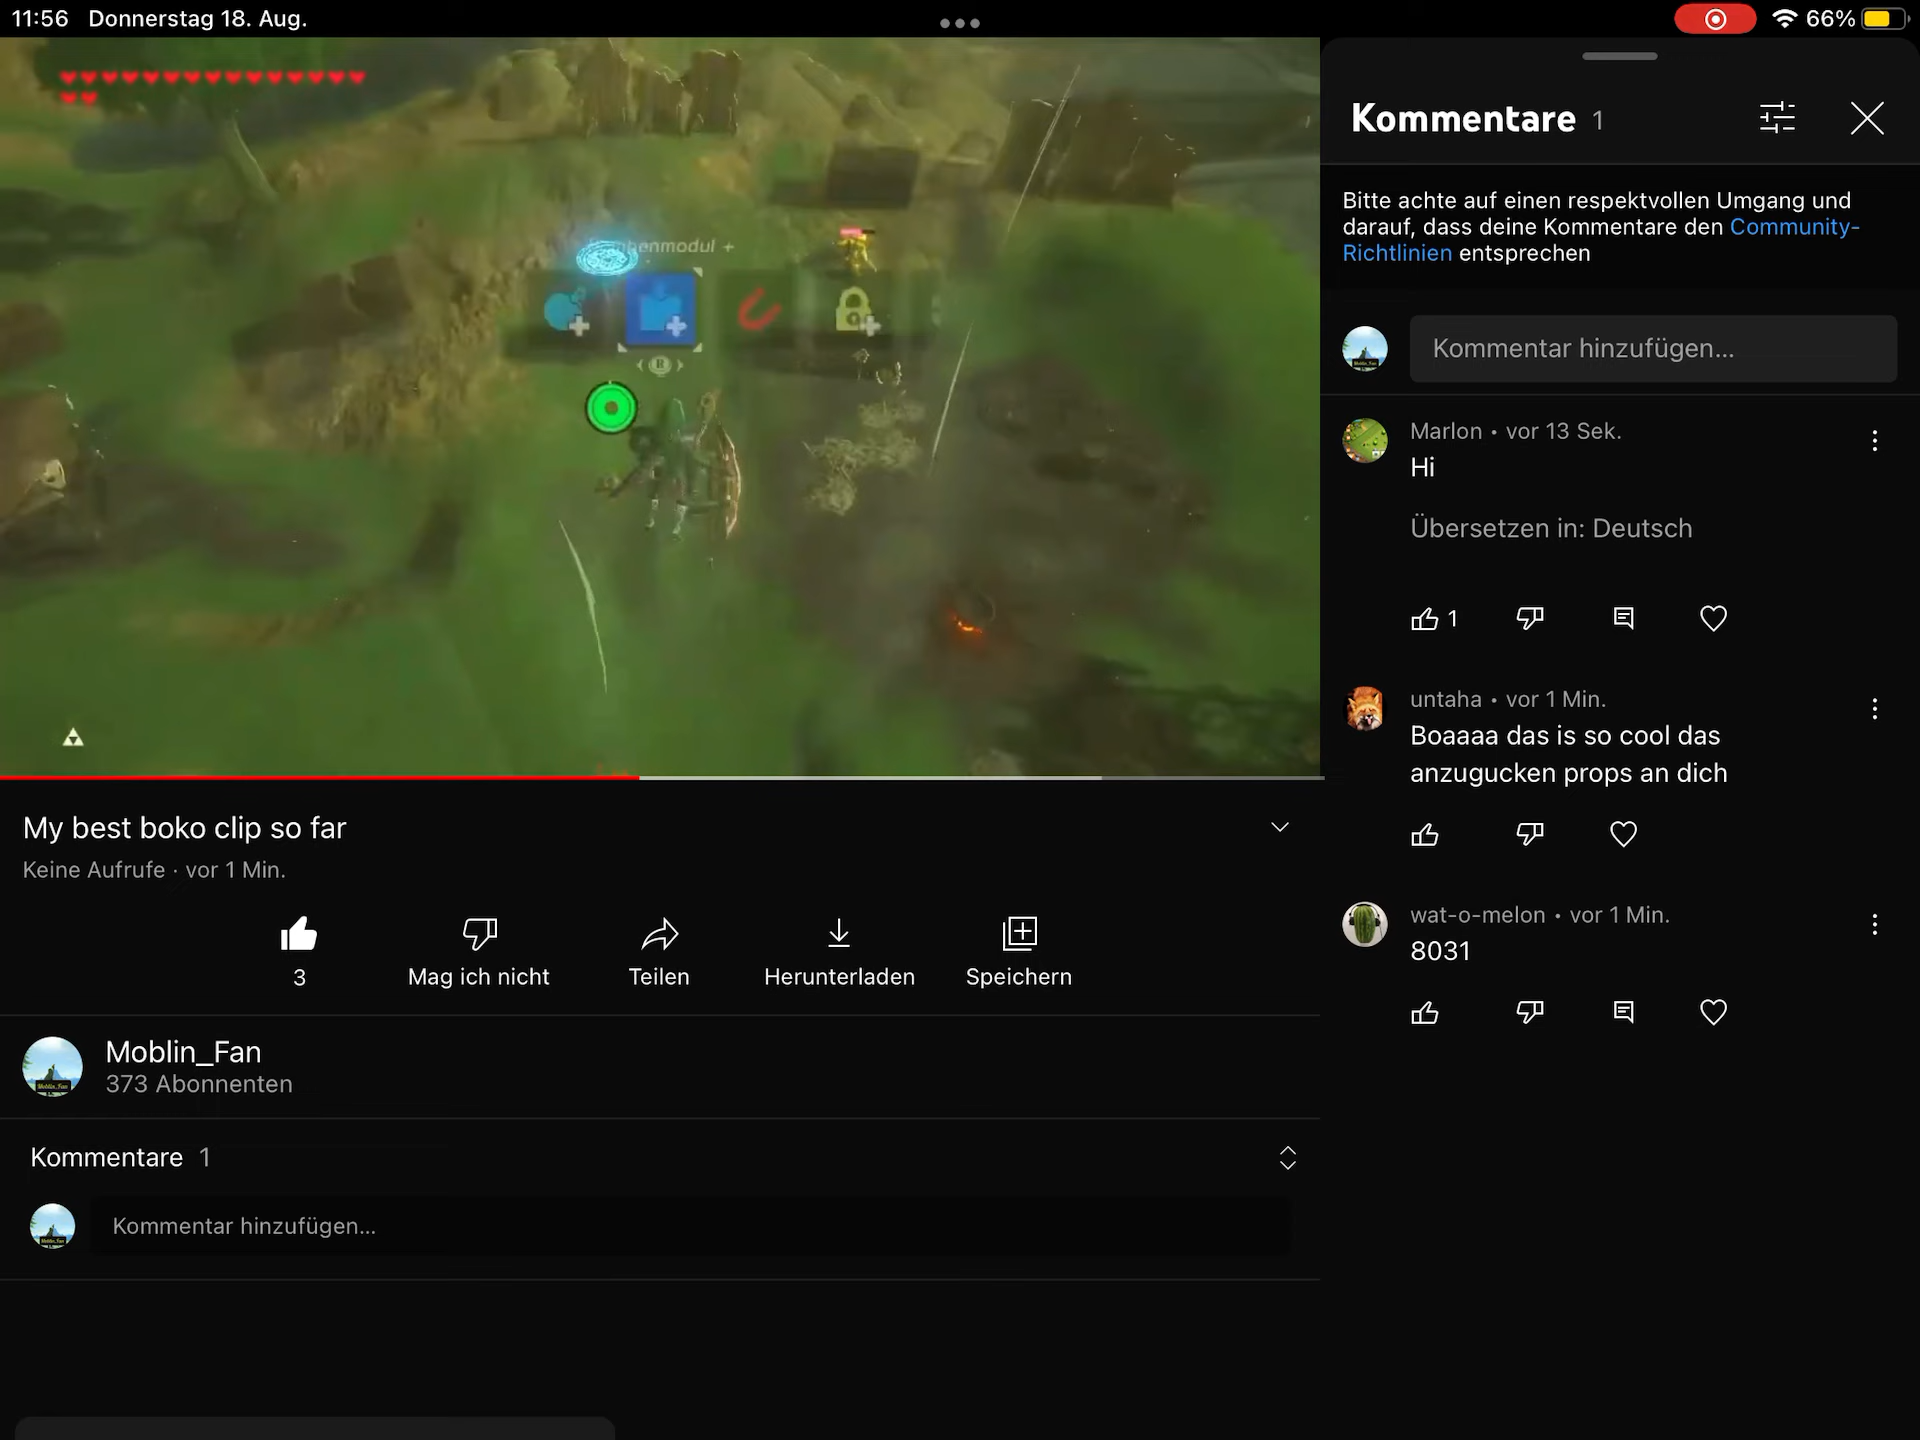 11:56 Donnerstag 18. Aug.
66%
henmodul +
R
My best boko clip so far
Keine Aufrufe · vor 1 Min.
3
Mag ich nicht
Teilen
Herunterladen
Speichern
Moblin_Fan
373 Abonnenten
Kommentare 1
Kommentar hinzufügen...
Kommentare 1
Bitte achte auf einen respektvollen Umgang und
darauf, dass deine Kommentare den Community-
Richtlinien entsprechen
Kommentar hinzufügen...
Marlon • vor 13 Sek.
Hi
Übersetzen in: Deutsch
1
untaha • vor 1 Min.
Boaaaa das is so cool das
anzugucken props an dich
wat-o-melon • vor 1 Min.
8031